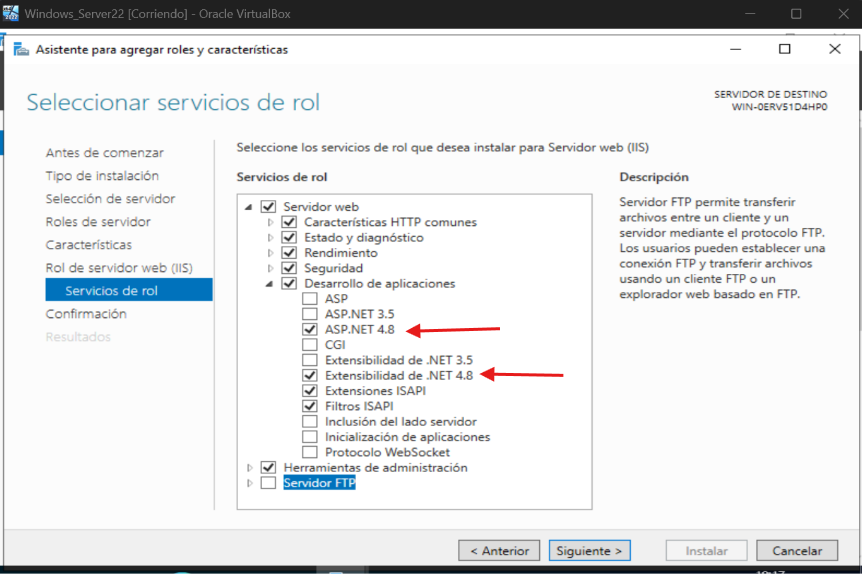 Windows_Server22 [Corriendo] - Oracle VirtualBox
Asistente para agregar roles y características
Seleccionar servicios de rol
SERVIDOR DE DESTINO
WIN-0ERV51D4HP0
Antes de comenzar
Tipo de instalación
Selección de servidor
Roles de servidor
Características
Rol de servidor web (IIS)
Servicios de rol
Confirmación
Resultados
Seleccione los servicios de rol que desea instalar para Servidor web (IIS)
Servicios de rol
Servidor web
Características HTTP comunes
Estado y diagnóstico
Rendimiento
Seguridad
Desarrollo de aplicaciones
ASP
ASP.NET 3.5
ASP.NET 4.8
CGI
Extensibilidad de .NET 3.5
Extensibilidad de .NET 4.8
Extensiones ISAPI
Filtros ISAPI
Inclusión del lado servidor
Inicialización de aplicaciones
Protocolo WebSocket
Herramientas de administración
Servidor FTP
Descripción
Servidor FTP permite transferir
archivos entre un cliente y un
servidor mediante el protocolo FTP.
Los usuarios pueden establecer una
conexión FTP y transferir archivos
usando un cliente FTP o un
explorador web basado en FTP.
< Anterior
Siguiente >
Instalar
Cancelar